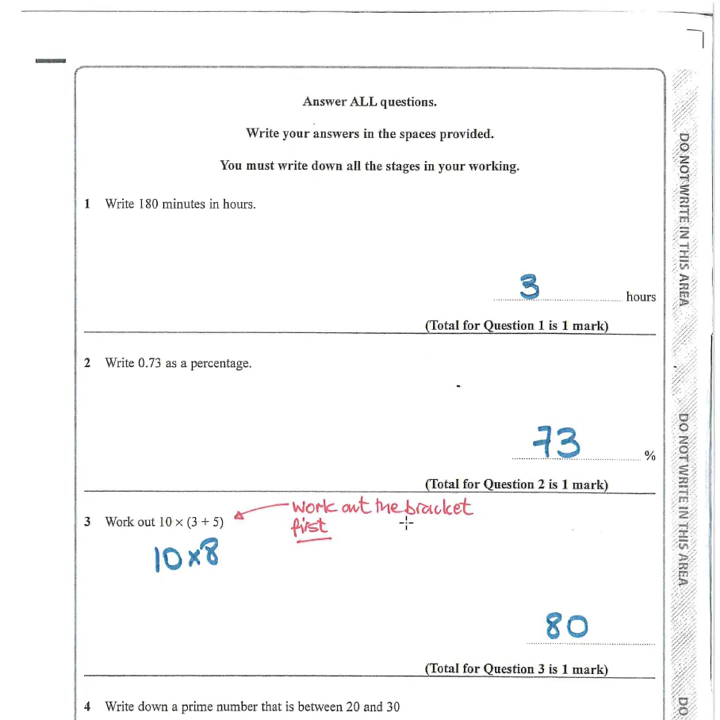 Answer ALL questions.
Write your answers in the spaces provided.
You must write down all the stages in your working.
1 Write 180 minutes in hours.
3 hours
(Total for Question 1 is 1 mark)
2 Write 0.73 as a percentage.
73 %
(Total for Question 2 is 1 mark)
3 Work out 10 × (3 + 5)
work out the bracket
first
10 × 8
80
(Total for Question 3 is 1 mark)
4 Write down a prime number that is between 20 and 30
DO NOT WRITE IN THIS AREA
DO NOT WRITE IN THIS AREA
DO